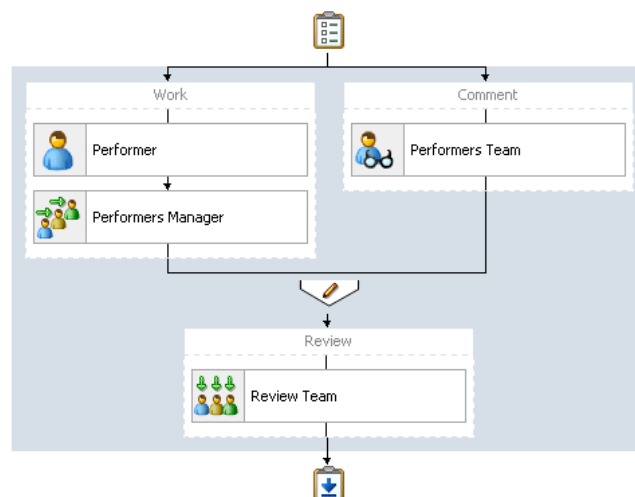 Work
Comment
Performer
Performers Team
Performers Manager
Review
Review Team